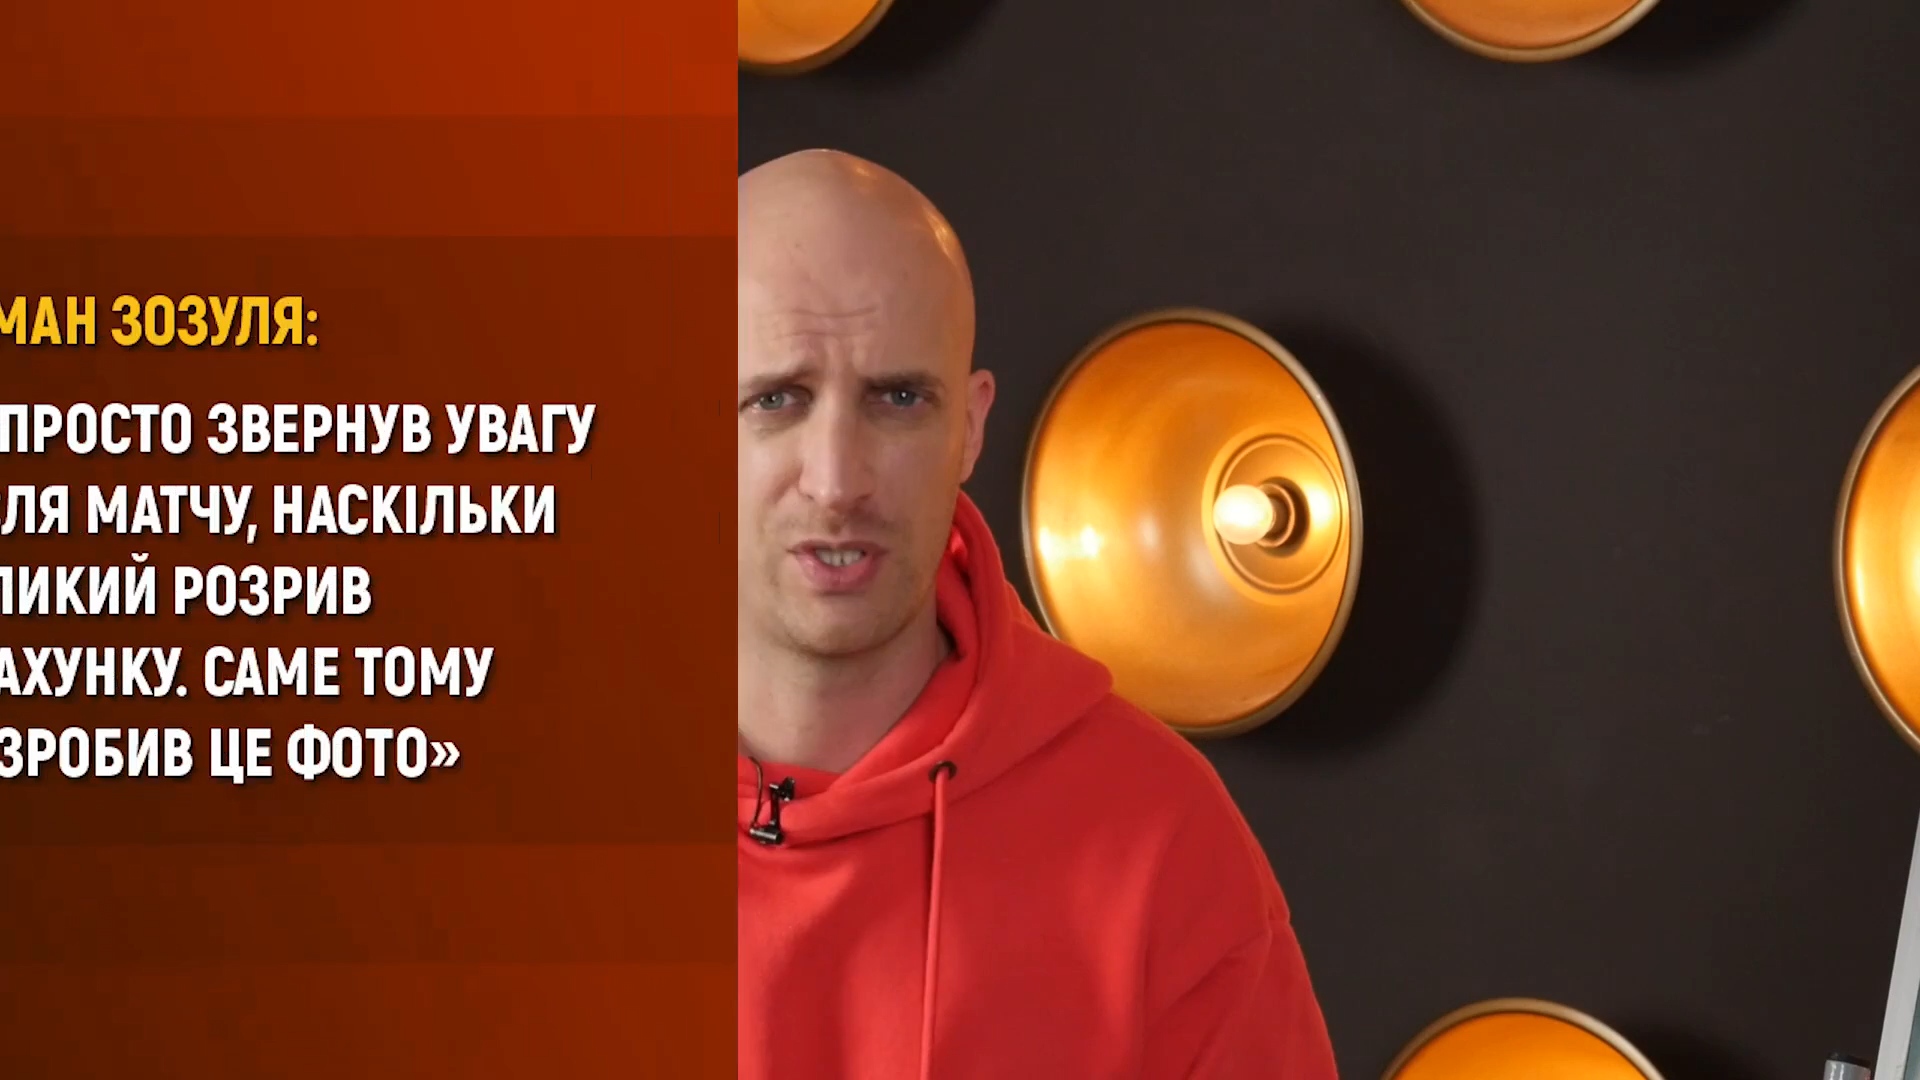 МАН ЗОЗУЛЯ:
ПРОСТО ЗВЕРНУВ УВАГУ
ЛЯ МАТЧУ, НАСКІЛЬКИ
ЛИКИЙ РОЗРИВ
АХУНКУ. САМЕ ТОМУ
ЗРОБИВ ЦЕ ФОТО»